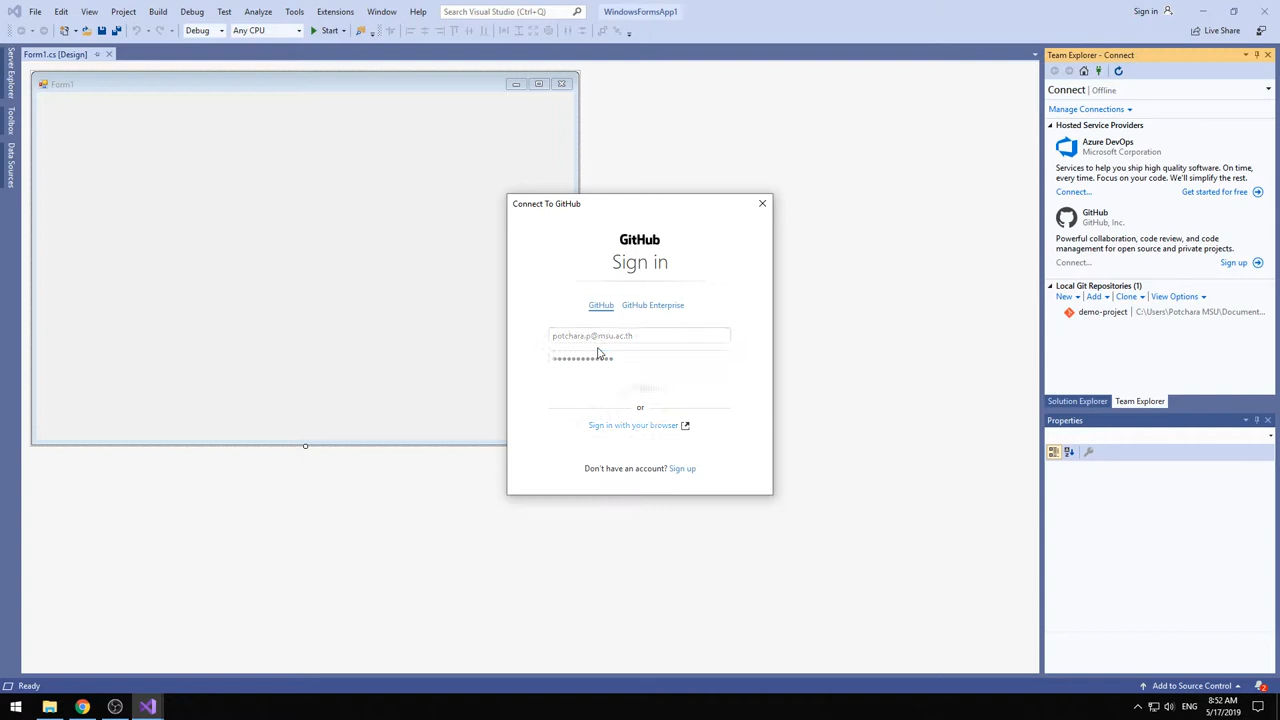 File Edit View Project Build Debug Test Analyze Tools Extensions Window Help Search Visual Studio (Ctrl+Q) WindowsFormsApp1 Sign in
Debug Any CPU Start Live Share
Form1.cs [Design]
Server Explorer
Toolbox
Data Sources
Form1
Connect To GitHub
GitHub
Sign in
GitHub GitHub Enterprise
potchara.p@msu.ac.th
or
Sign in with your browser
Don't have an account? Sign up
Team Explorer - Connect
Connect | Offline
Manage Connections
Hosted Service Providers
Azure DevOps
Microsoft Corporation
Services to help you ship high quality software. On time,
every time. Focus on your code. We'll simplify the rest.
Connect... Get started for free
GitHub
GitHub, Inc.
Powerful collaboration, code review, and code
management for open source and private projects.
Connect... Sign up
Local Git Repositories (1)
New Add Clone View Options
demo-project C:\Users\Potchara MSU\Document...
Solution Explorer Team Explorer
Properties
Ready Add to Source Control 2
ENG 8:52 AM
5/17/2019